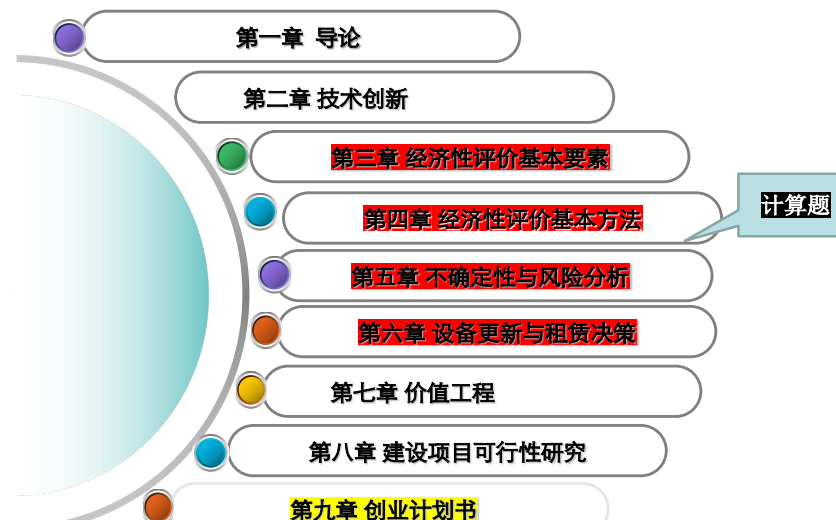 第一章 导论
第二章 技术创新
第三章 经济性评价基本要素
第四章 经济性评价基本方法
计算题
第五章 不确定性与风险分析
第六章 设备更新与租赁决策
第七章 价值工程
第八章 建设项目可行性研究
第九章 创业计划书